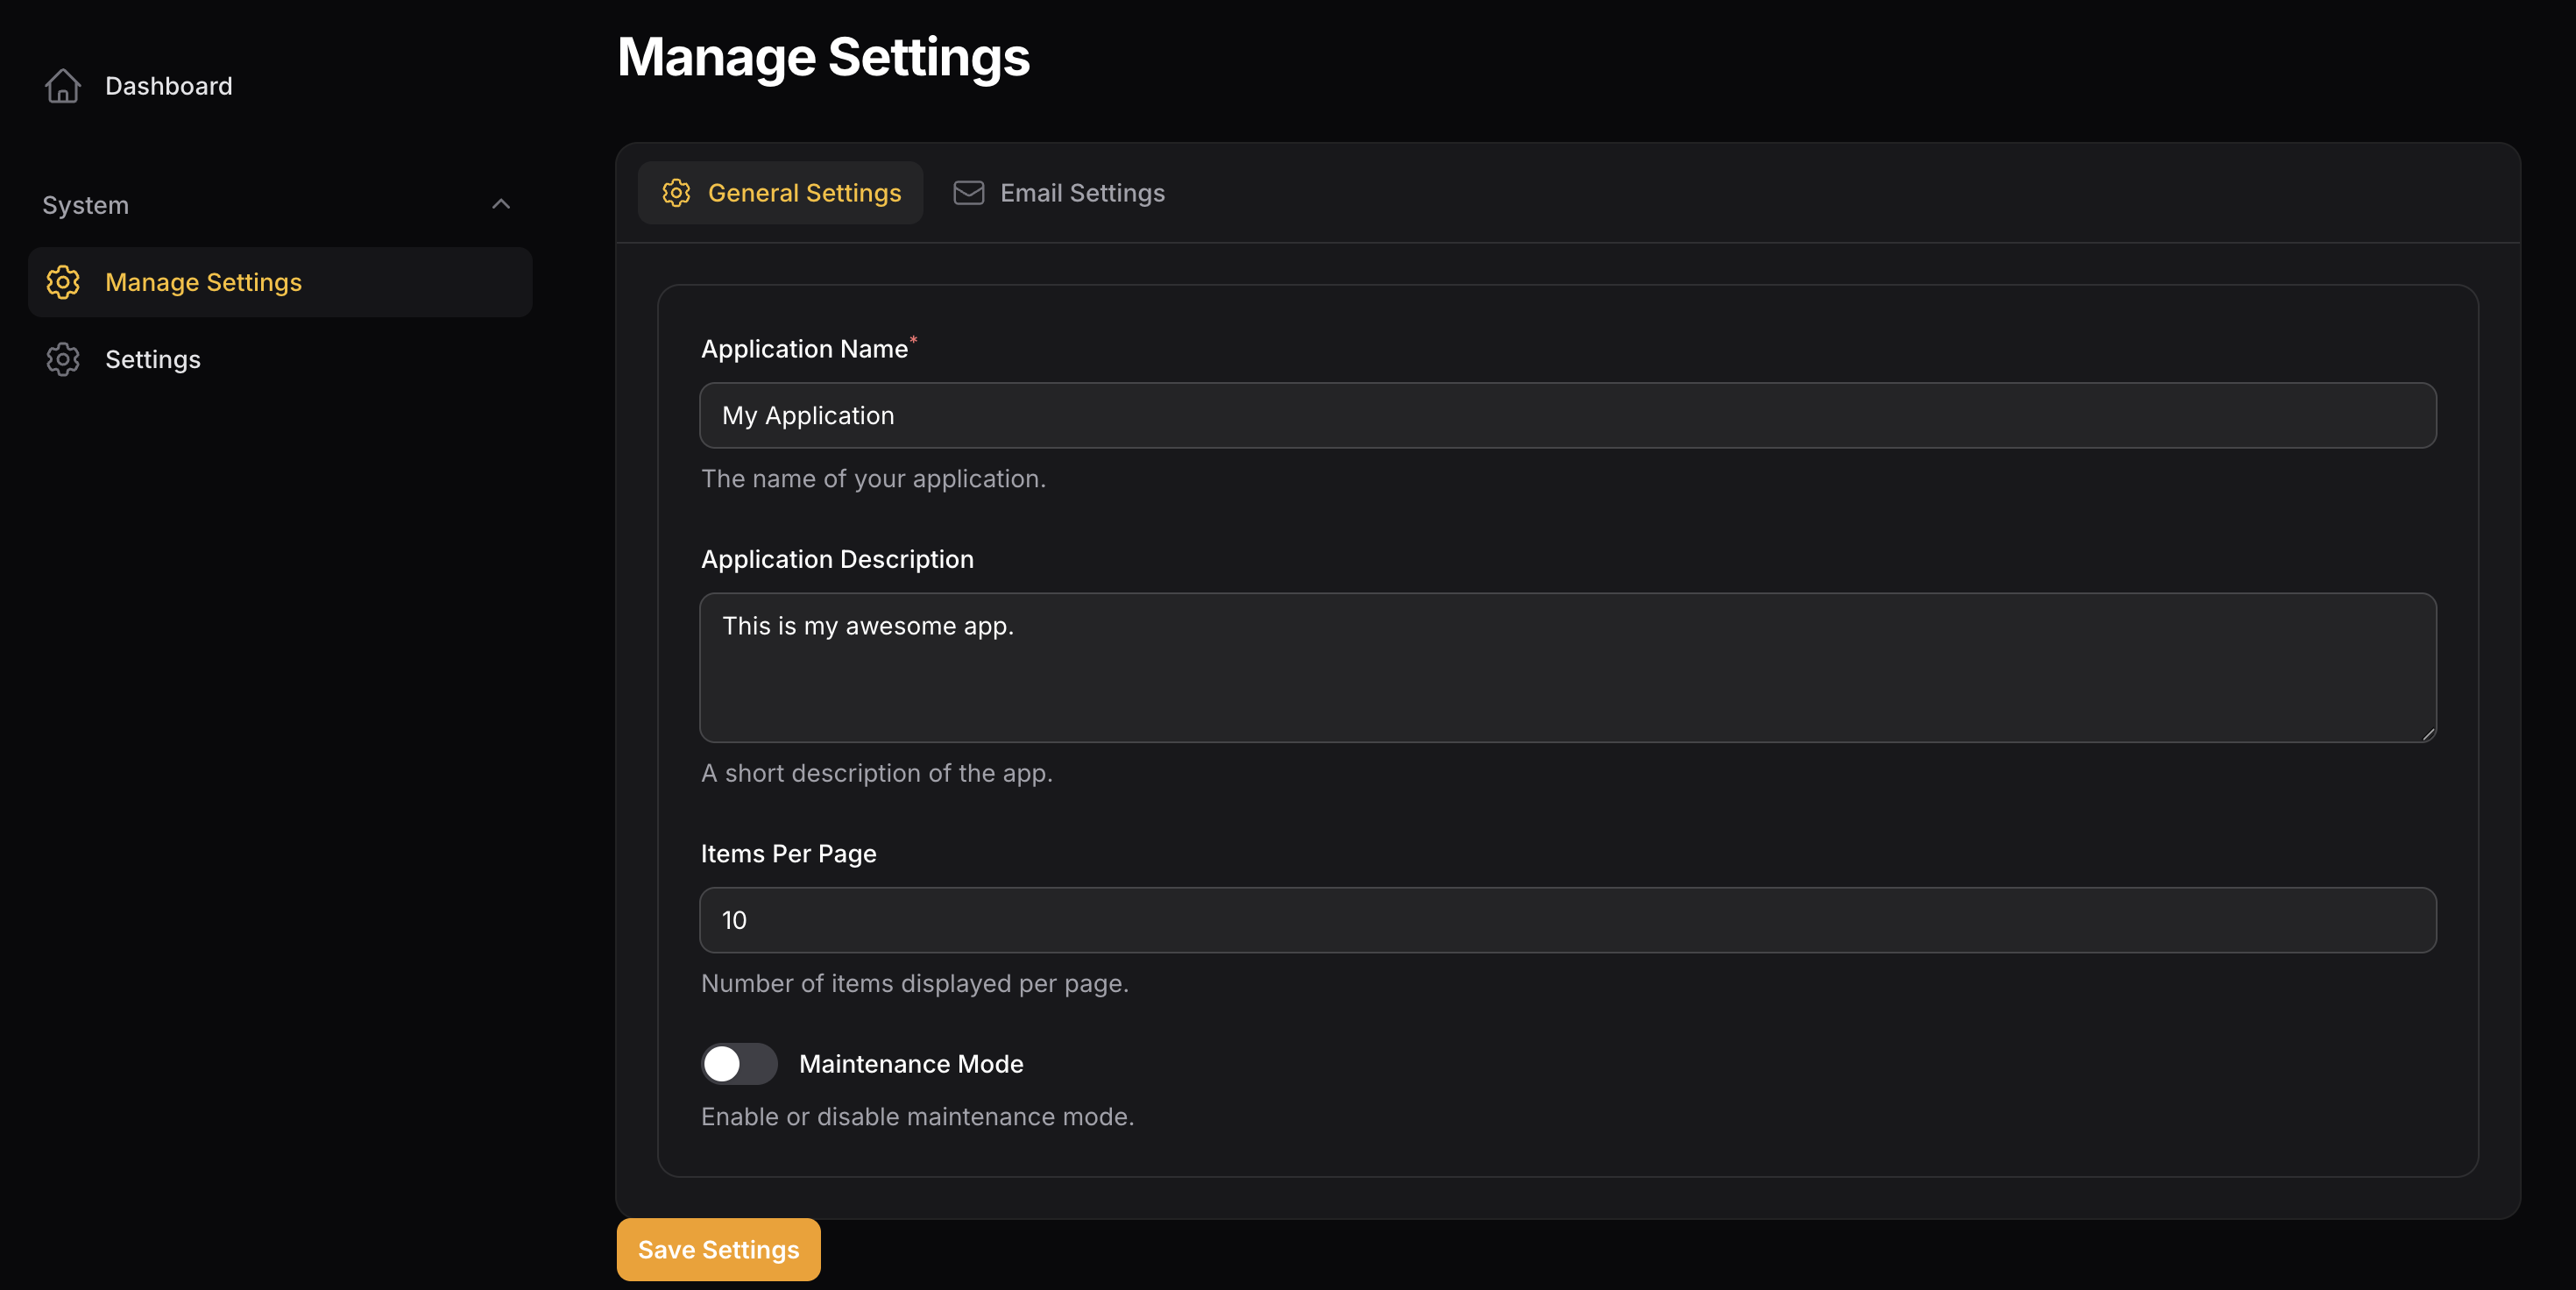 Dashboard
System
Manage Settings
Settings
Manage Settings
General Settings
Email Settings
Application Name*
My Application
The name of your application.
Application Description
This is my awesome app.
A short description of the app.
Items Per Page
10
Number of items displayed per page.
Maintenance Mode
Enable or disable maintenance mode.
Save Settings